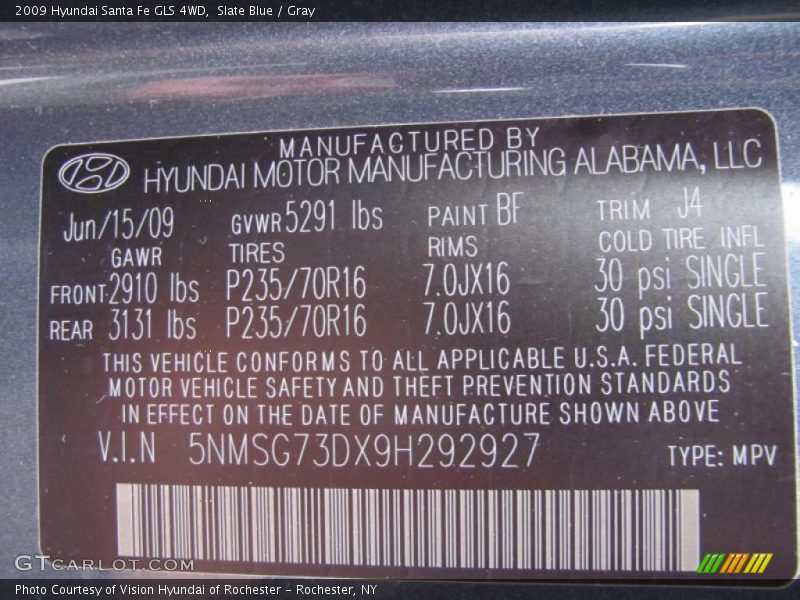 2009 Hyundai Santa Fe GLS 4WD,  Slate Blue / Gray
MANUFACTURED BY
HYUNDAI MOTOR MANUFACTURING ALABAMA, LLC
Jun/15/09 GVWR 5291 lbs PAINT BF TRIM J4
GAWR TIRES RIMS COLD TIRE INFL
FRONT 2910 lbs P235/70R16 7.0JX16 30 psi SINGLE
REAR 3131 lbs P235/70R16 7.0JX16 30 psi SINGLE
THIS VEHICLE CONFORMS TO ALL APPLICABLE U.S.A. FEDERAL
MOTOR VEHICLE SAFETY AND THEFT PREVENTION STANDARDS
IN EFFECT ON THE DATE OF MANUFACTURE SHOWN ABOVE
V.I.N 5NMSG73DX9H292927 TYPE: MPV
GTCARLOT.COM
Photo Courtesy of Vision Hyundai of Rochester – Rochester, NY